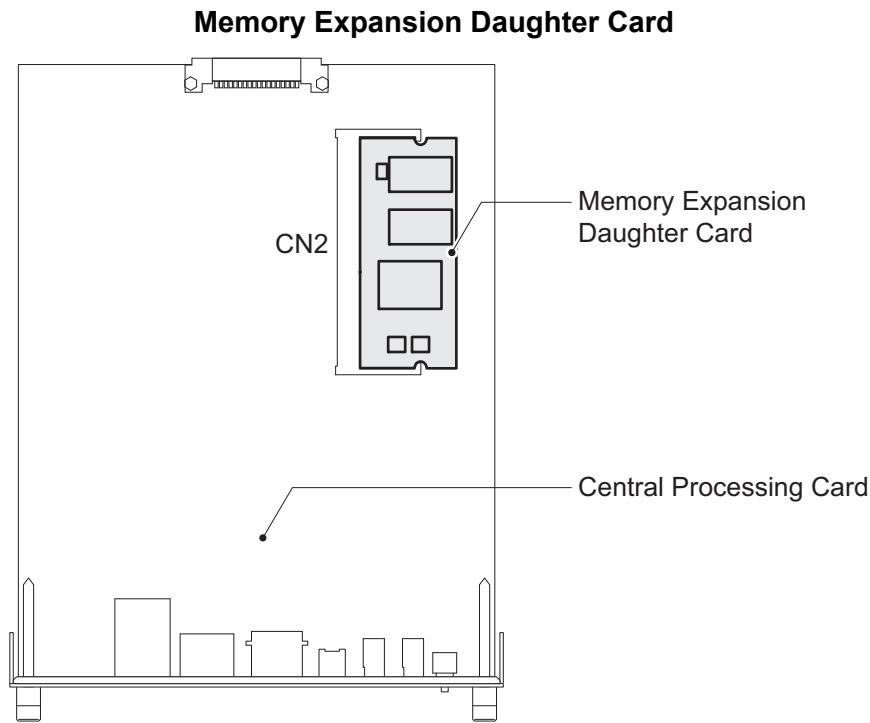 Memory Expansion Daughter Card
CN2
Memory Expansion
Daughter Card
Central Processing Card